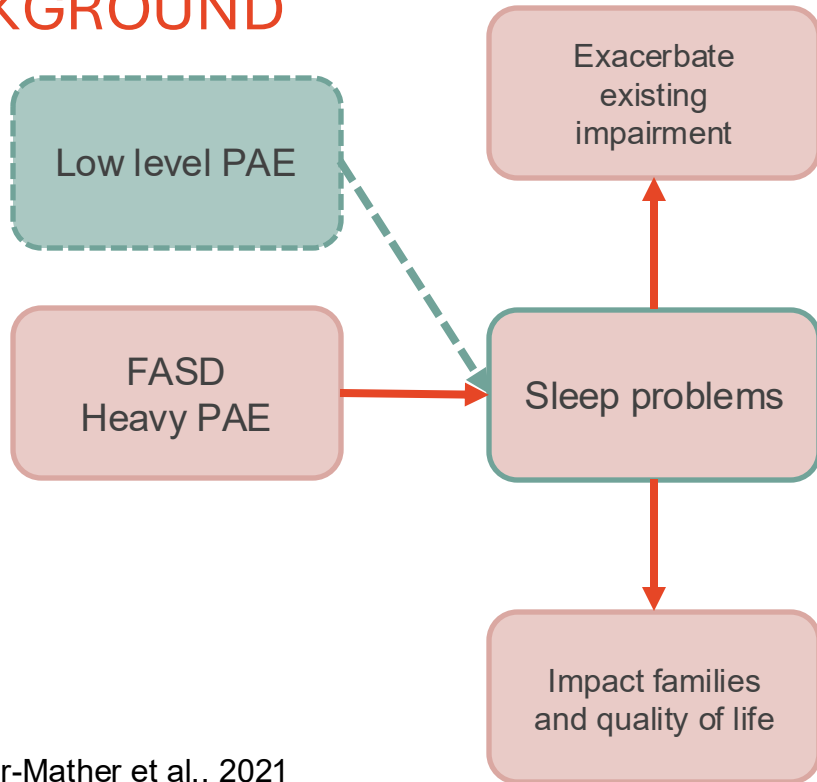 KGROUND
Low level PAE
FASD
Heavy PAE
Exacerbate
existing
impairment
Sleep problems
Impact families
and quality of life
r-Mather et al., 2021